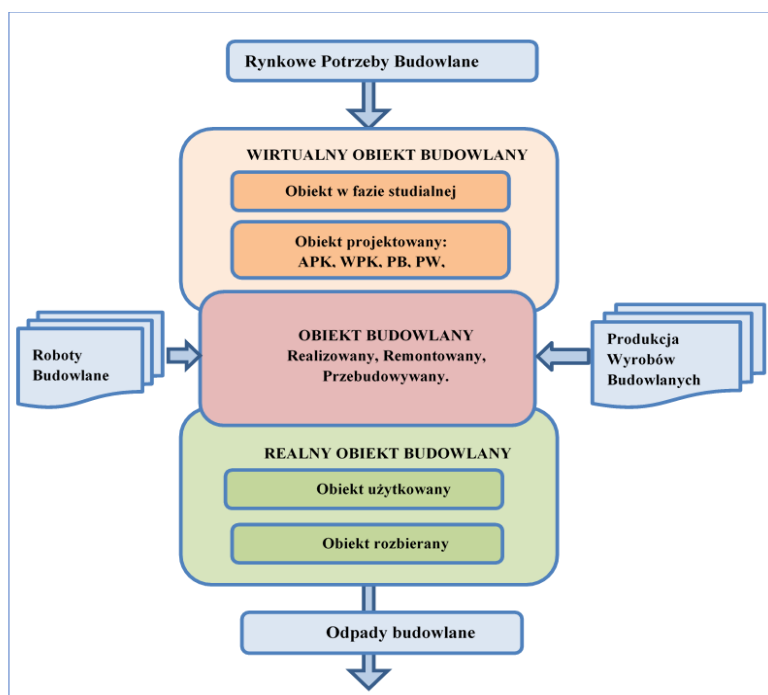 Rynkowe Potrzeby Budowlane
WIRTUALNY OBIEKT BUDOWLANY
Obiekt w fazie studialnej
Obiekt projektowany:
APK, WPK, PB, PW,
Roboty
Budowlane
OBIEKT BUDOWLANY
Realizowany, Remontowany,
Przebudowywany.
Produkcja
Wyrobów
Budowlanych
REALNY OBIEKT BUDOWLANY
Obiekt użytkowany
Obiekt rozbierany
Odpady budowlane